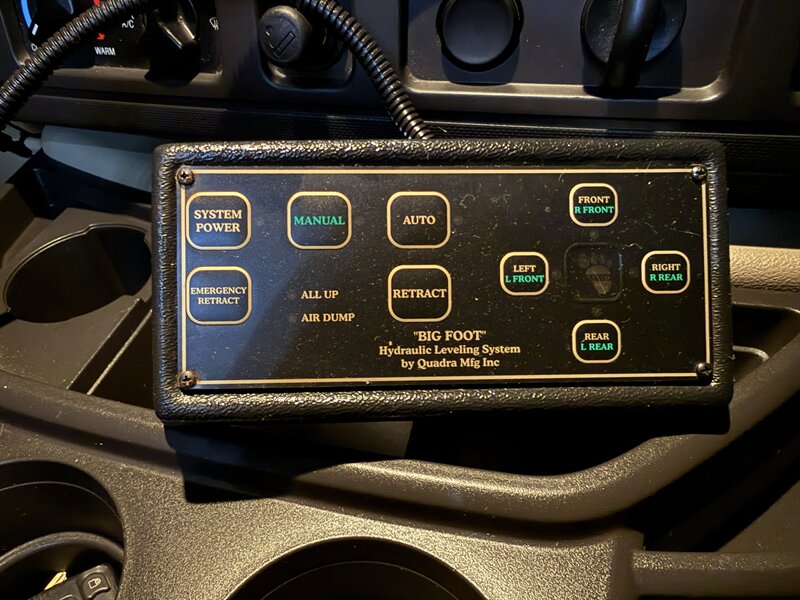 A/C
WARM
SYSTEM
POWER
MANUAL
AUTO
FRONT
R FRONT
LEFT
L FRONT
RIGHT
R REAR
EMERGENCY
RETRACT
ALL UP
AIR DUMP
RETRACT
REAR
L REAR
"BIG FOOT"
Hydraulic Leveling System
by Quadra Mfg Inc